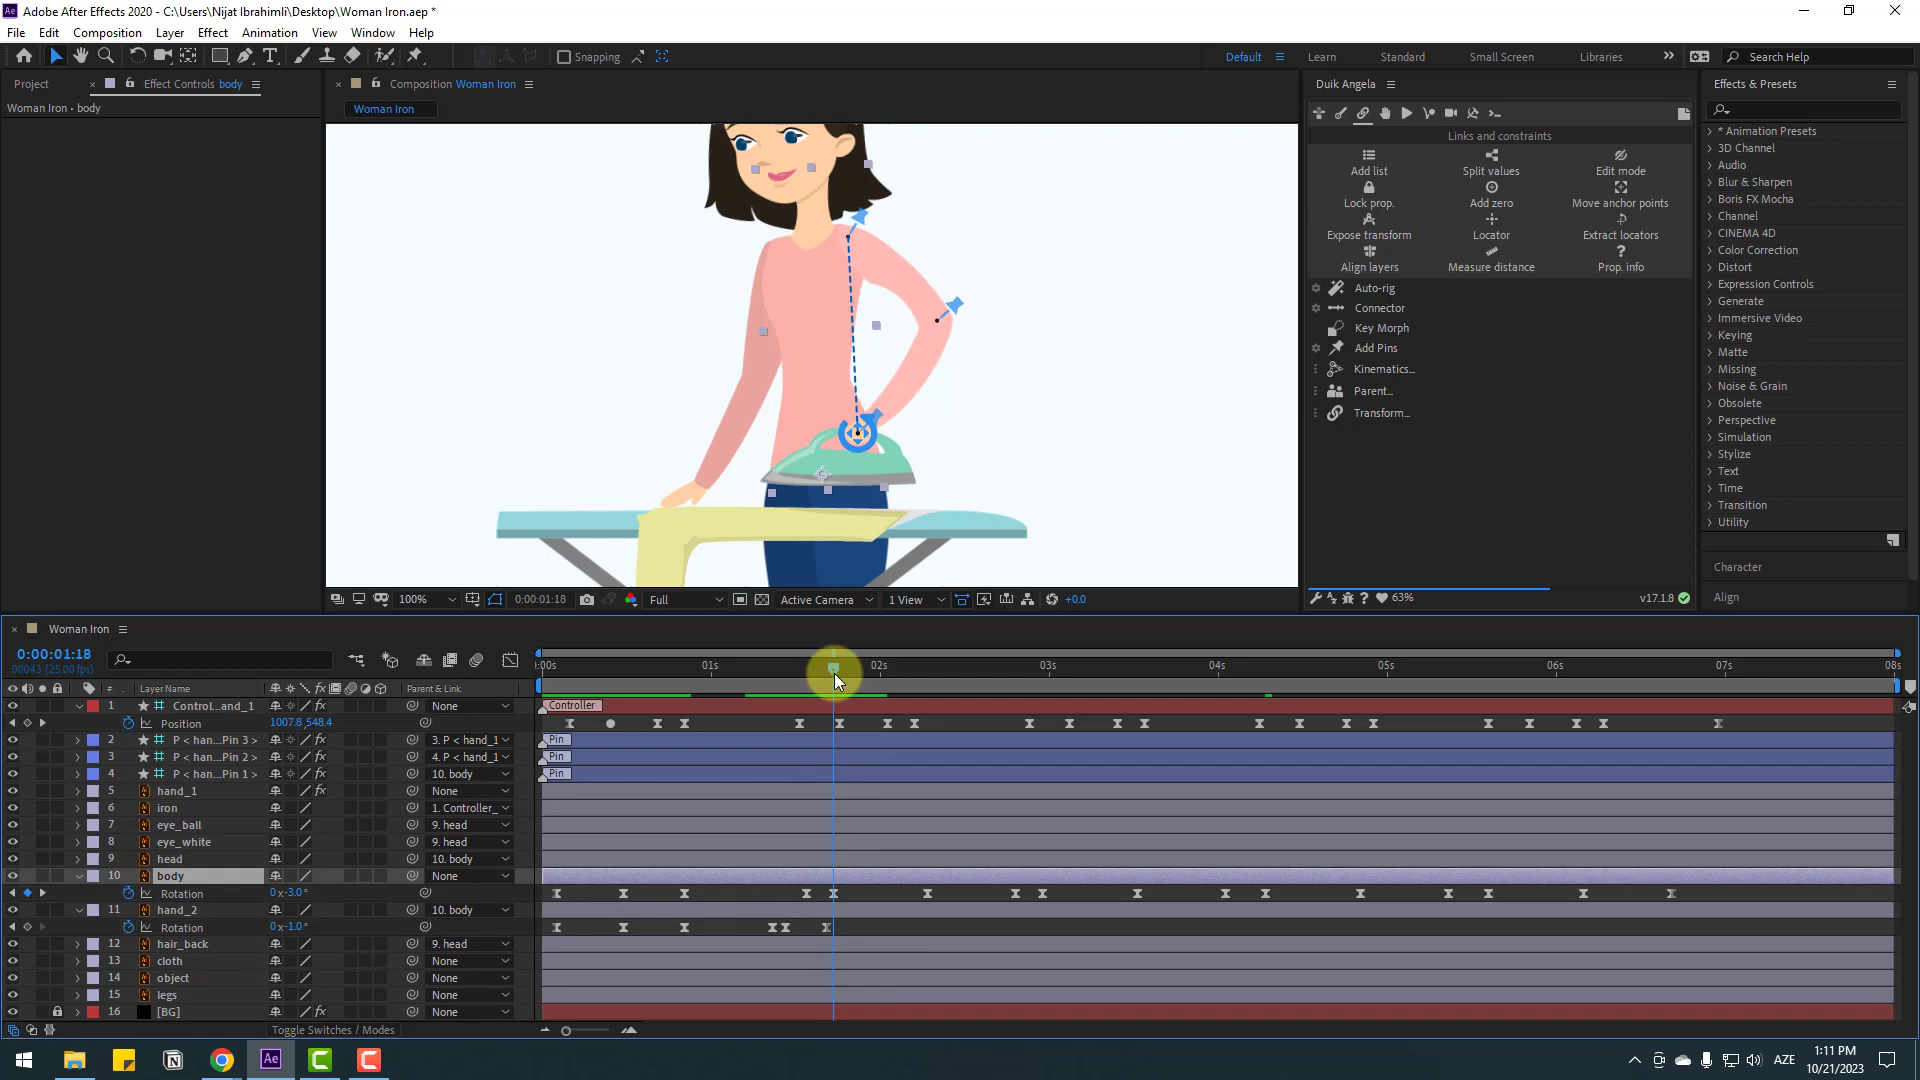 Adobe After Effects 2020 - C:\Users\Nijat Ibrahimli\Desktop\Woman Iron.aep *
File Edit Composition Layer Effect Animation View Window Help
Snapping Default Learn Standard Small Screen Libraries Search Help
Project Effect Controls body
Woman Iron • body
Composition Woman Iron
Woman Iron
100% 0:00:01:18 Full Active Camera 1 View +0.0
Duik Angela
Links and constraints
Add list Split values Edit mode
Lock prop. Add zero Move anchor points
Expose transform Locator Extract locators
Align layers Measure distance Prop. info
Auto-rig
Connector
Key Morph
Add Pins
Kinematics...
Parent...
Transform...
63% v17.1.8
Effects & Presets
* Animation Presets
3D Channel
Audio
Blur & Sharpen
Boris FX Mocha
Channel
CINEMA 4D
Color Correction
Distort
Expression Controls
Generate
Immersive Video
Keying
Matte
Missing
Noise & Grain
Obsolete
Perspective
Simulation
Stylize
Text
Time
Transition
Utility
Character
Align
Woman Iron
0:00:01:18
00043 (25.00 fps)
:00s 01s 02s 03s 04s 05s 06s 07s 08s
# Layer Name Parent & Link
1 Control...and_1 None Controller
Position 1007.8,548.4
2 P < han...Pin 3 > 3. P < hand_1 Pin
3 P < han...Pin 2 > 4. P < hand_1 Pin
4 P < han...Pin 1 > 10. body Pin
5 hand_1 None
6 iron 1. Controller_
7 eye_ball 9. head
8 eye_white 9. head
9 head 10. body
10 body None
Rotation 0x-3.0°
11 hand_2 10. body
Rotation 0x-1.0°
12 hair_back 9. head
13 cloth None
14 object None
15 legs None
16 [BG] None
Toggle Switches / Modes
AZE 1:11 PM
10/21/2023